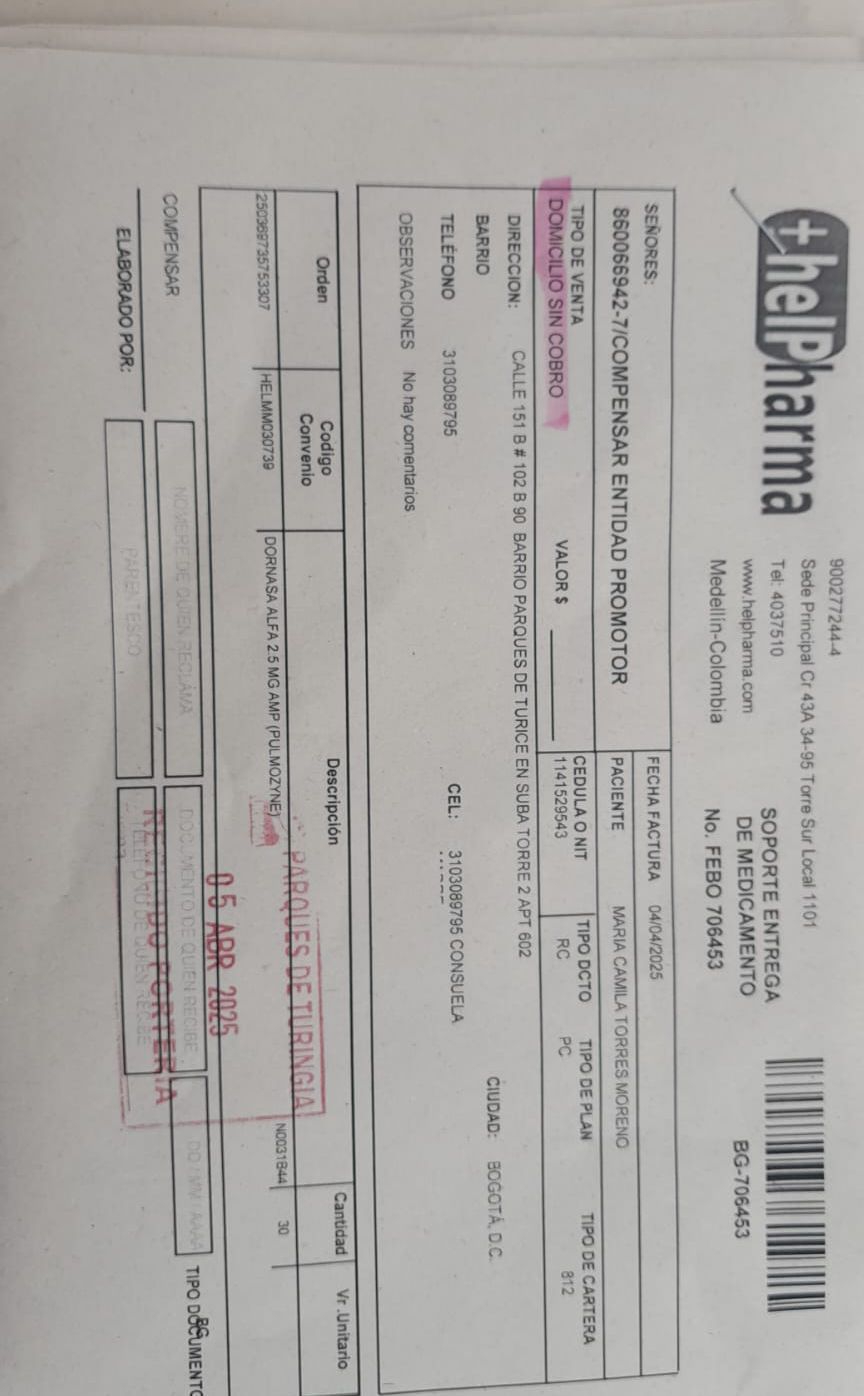 +helPharma
900277244-4
Sede Principal Cr 43A 34-95 Torre Sur Local 1101
Tel: 4037510
www.helpharma.com
Medellin-Colombia
SOPORTE ENTREGA
DE MEDICAMENTO
No. FEBO 706453
BG-706453
SEÑORES:
860066942-7/COMPENSAR ENTIDAD PROMOTOR
FECHA FACTURA 04/04/2025
PACIENTE MARIA CAMILA TORRES MORENO
TIPO DE VENTA VALOR $ CEDULA O NIT TIPO DCTO TIPO DE PLAN TIPO DE CARTERA
DOMICILIO SIN COBRO 1141529543 RC PC 812
DIRECCION: CALLE 151 B # 102 B 90 BARRIO PARQUES DE TURICE EN SUBA TORRE 2 APT 602
BARRIO CIUDAD: BOGOTÁ, D.C.
TELÉFONO 3103089795 CEL: 3103089795 CONSUELA
OBSERVACIONES No hay comentarios
Orden Codigo Convenio Descripción Cantidad Vr .Unitario
250369735753307 HELMM030739 DORNASA ALFA 2.5 MG AMP (PULMOZYNE) N0031B44 30
PARQUES DE TURINGIA
05 ABR 2025
RECIBIDO PORTERIA
COMPENSAR NOMBRE DE QUIEN RECLAMA DOCUMENTO DE QUIEN RECIBE DD / MM / AAAA TIPO DOCUMENTO
BG
ELABORADO POR: PARENTESCO TELEFONO DE QUIEN RECIBE